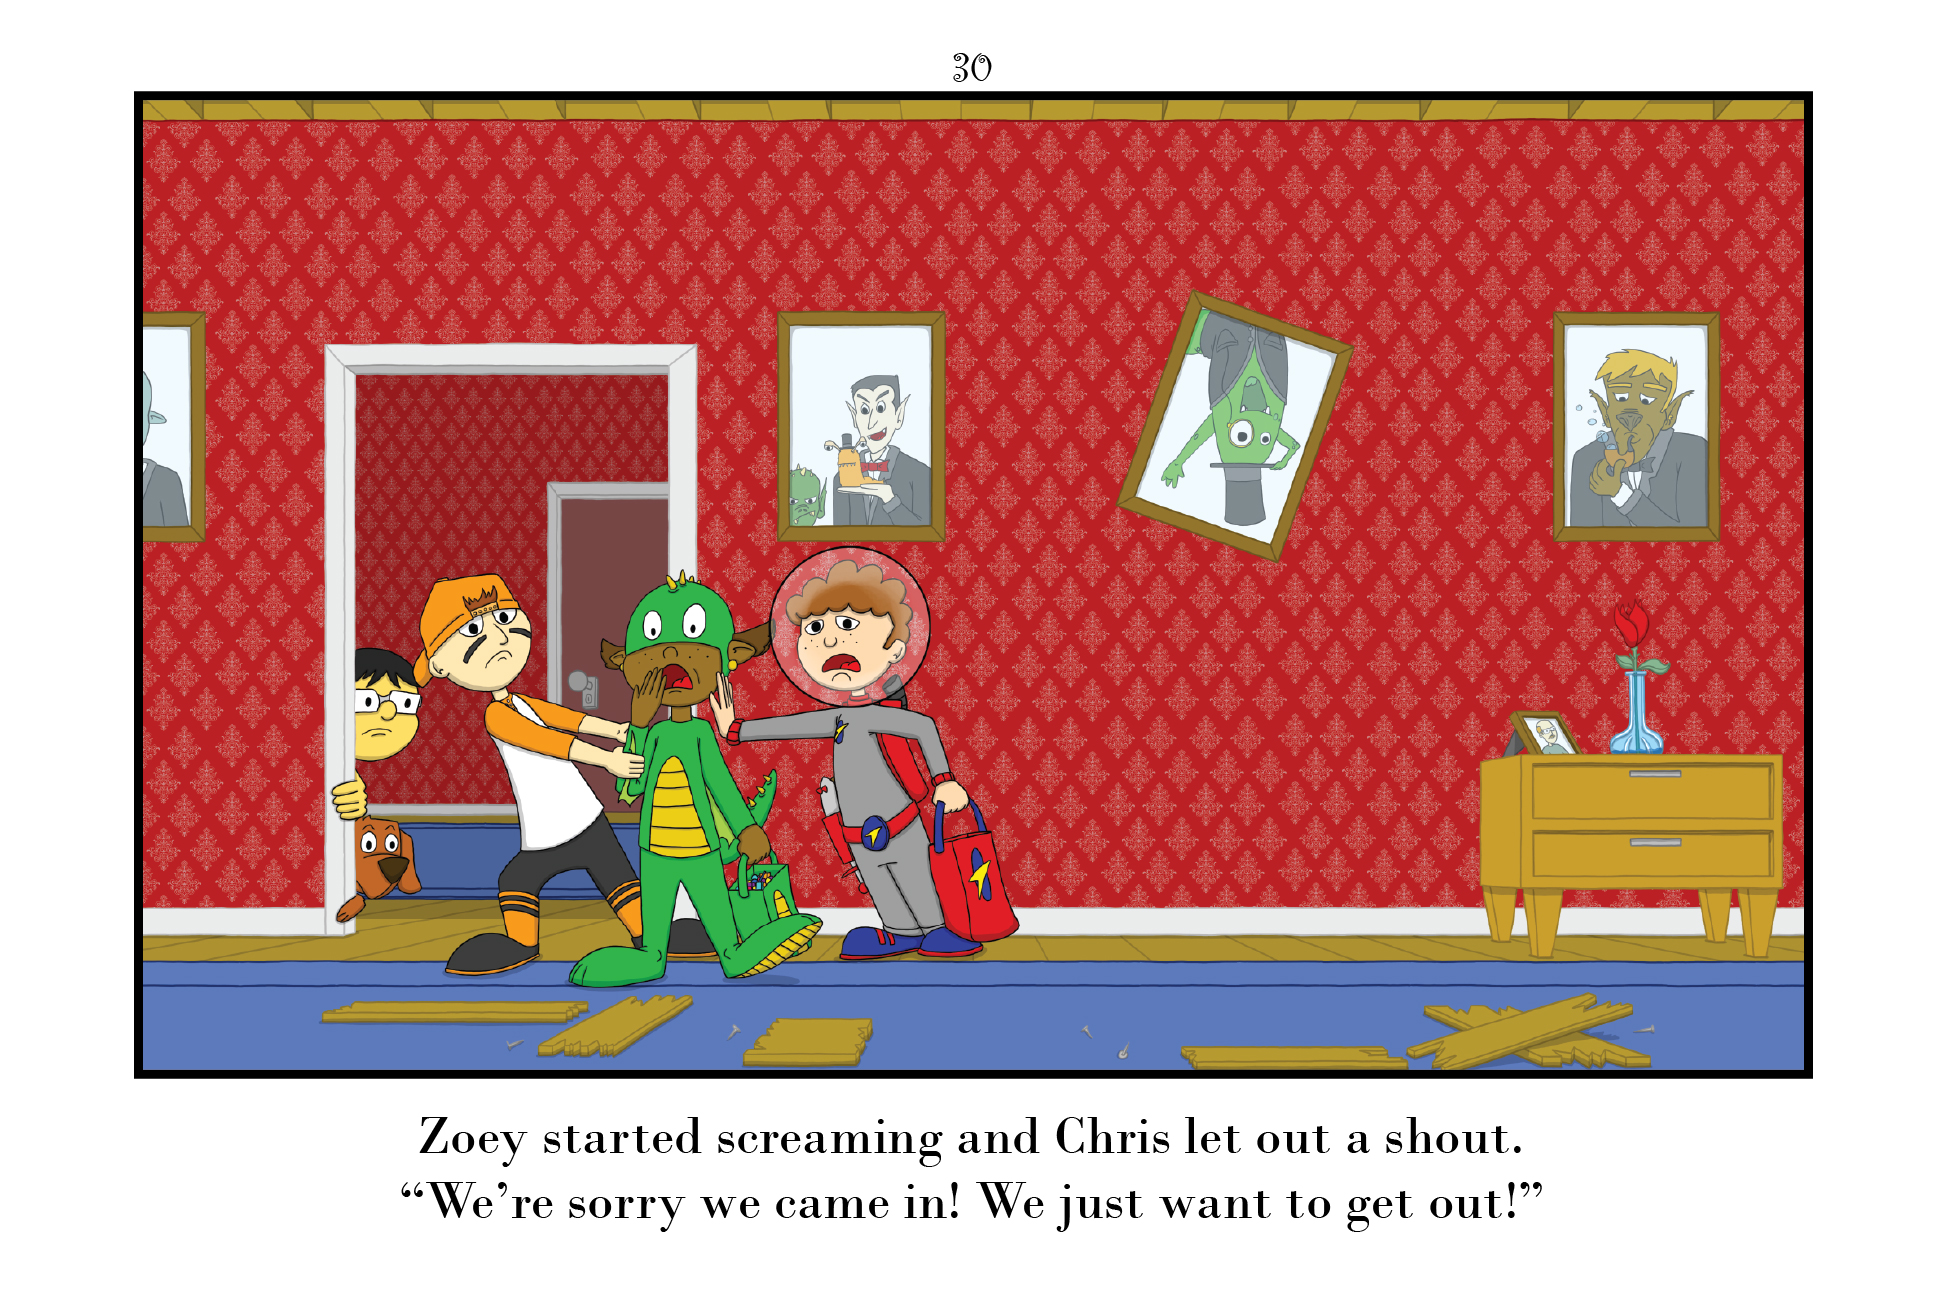 30
Zoey started screaming and Chris let out a shout.
“We’re sorry we came in! We just want to get out!”